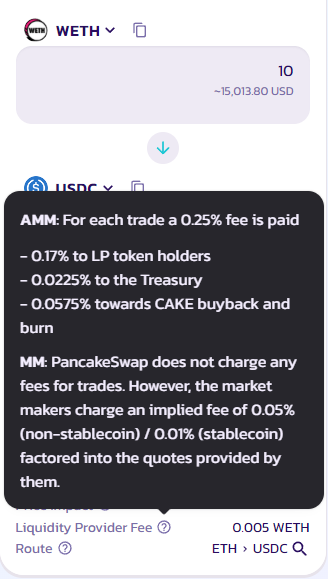 WETH
10
~15,013.80 USD
USDC
AMM: For each trade a 0.25% fee is paid
- 0.17% to LP token holders
- 0.0225% to the Treasury
- 0.0575% towards CAKE buyback and
burn
MM: PancakeSwap does not charge any
fees for trades. However, the market
makers charge an implied fee of 0.05%
(non-stablecoin) / 0.01% (stablecoin)
factored into the quotes provided by
them.
Liquidity Provider Fee 0.005 WETH
Route ETH > USDC